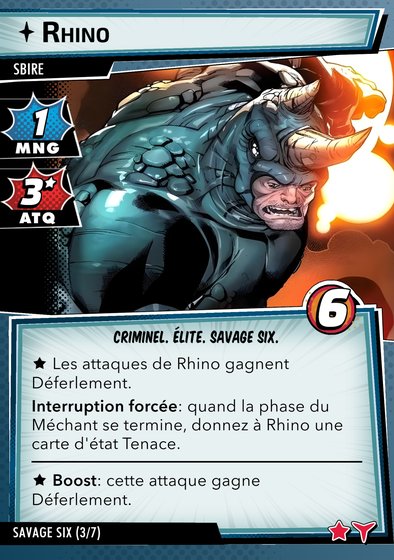 Rhino
SBIRE
1
MNG
3
ATQ
6
CRIMINEL. ÉLITE. SAVAGE SIX.
★ Les attaques de Rhino gagnent
Déferlement.
Interruption forcée: quand la phase du
Méchant se termine, donnez à Rhino une
carte d'état Tenace.
★ Boost: cette attaque gagne
Déferlement.
SAVAGE SIX (3/7)